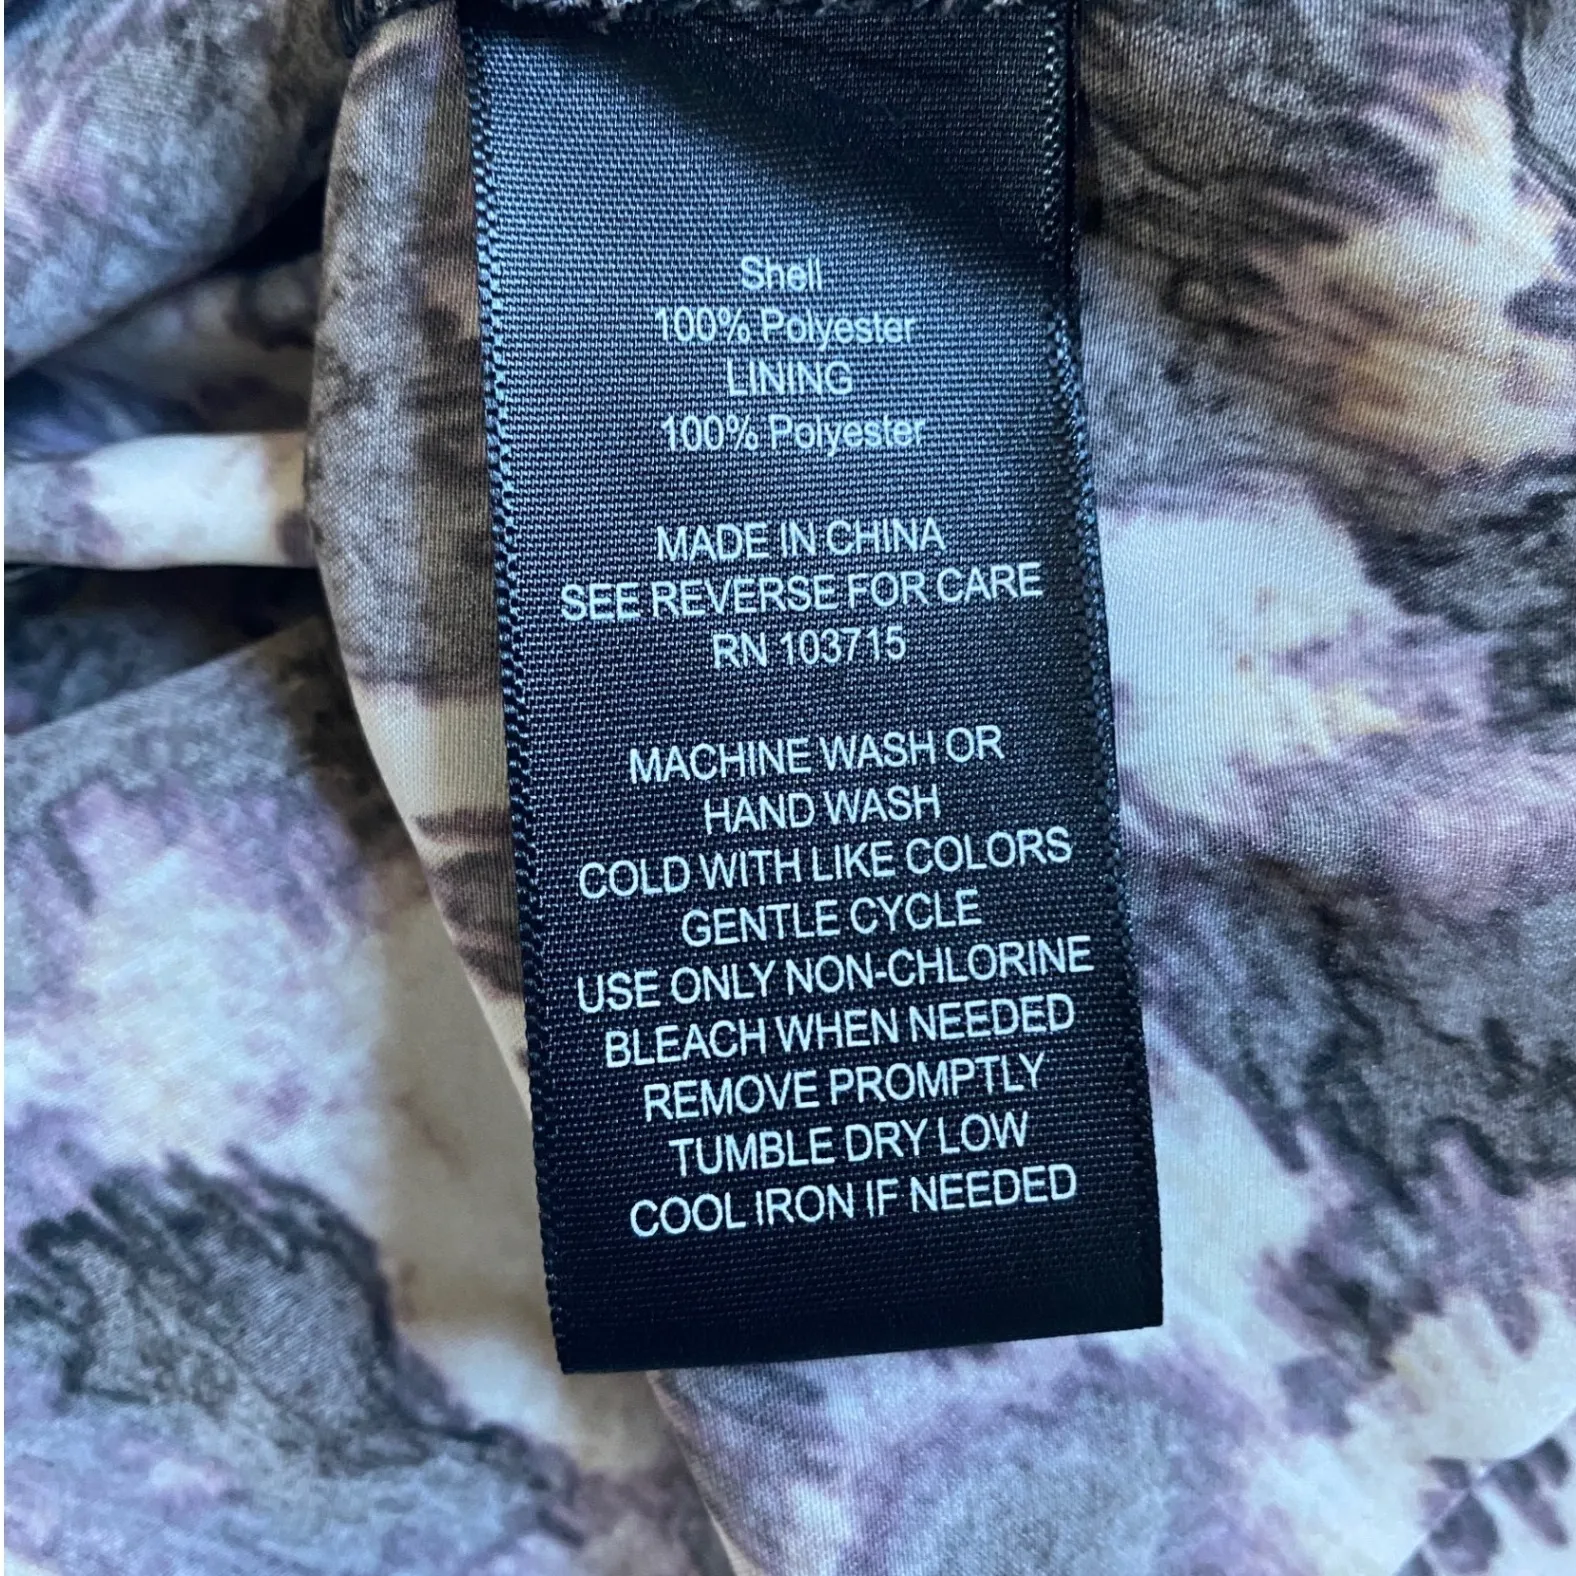 Shell
100% Polyester
LINING
100% Polyester
MADE IN CHINA
SEE REVERSE FOR CARE
RN 103715
MACHINE WASH OR
HAND WASH
COLD WITH LIKE COLORS
GENTLE CYCLE
USE ONLY NON-CHLORINE
BLEACH WHEN NEEDED
REMOVE PROMPTLY
TUMBLE DRY LOW
COOL IRON IF NEEDED